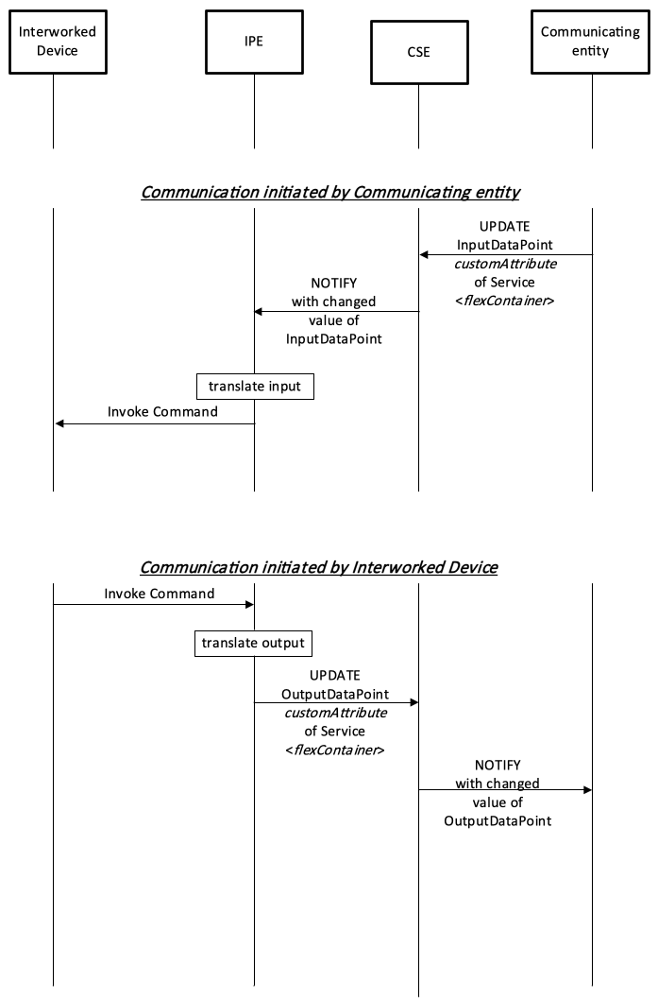 Interworked
Device
IPE
CSE
Communicating
entity
Communication initiated by Communicating entity
UPDATE
InputDataPoint
customAttribute
of Service
<flexContainer>
NOTIFY
with changed
value of
InputDataPoint
translate input
Invoke Command
Communication initiated by Interworked Device
Invoke Command
translate output
UPDATE
OutputDataPoint
customAttribute
of Service
<flexContainer>
NOTIFY
with changed
value of
OutputDataPoint